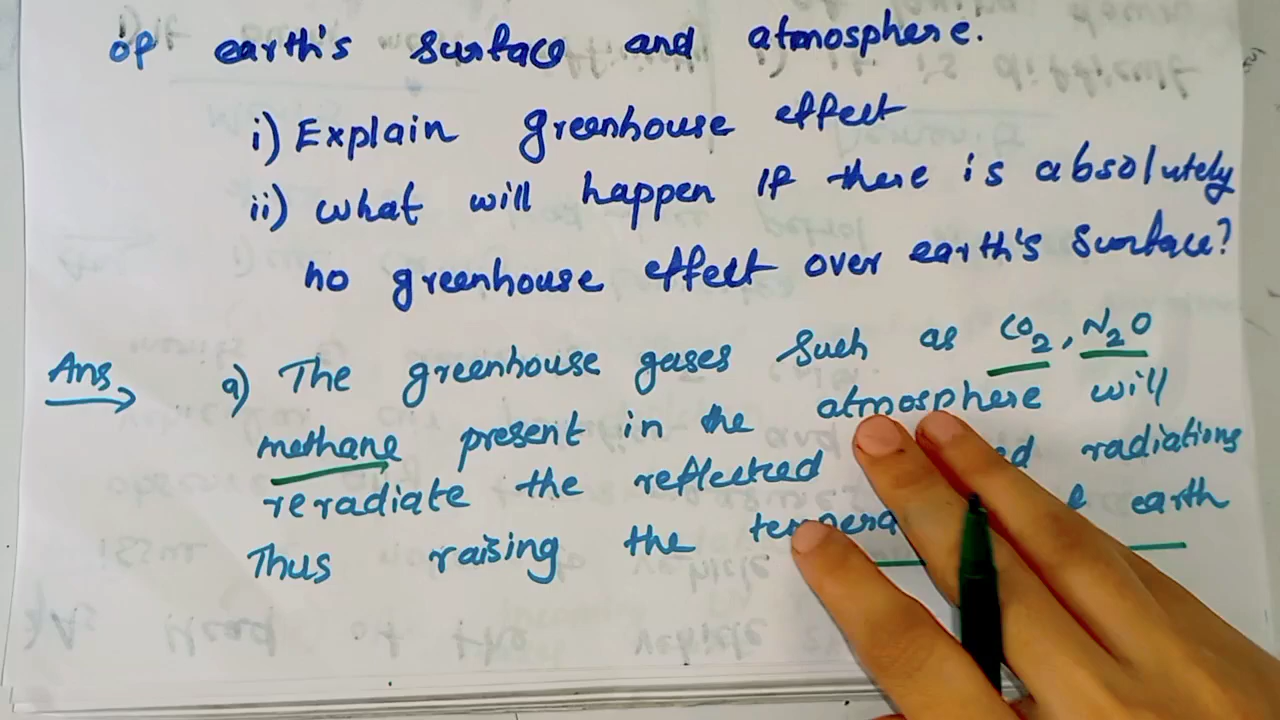 of earth's surface and atmosphere.
i) Explain greenhouse effect
ii) what will happen if there is absolutely
no greenhouse effect over earth's surface?
Ans a) The greenhouse gases such as CO2, N2O
methane present in the atmosphere will
reradiate the reflected radiations
Thus raising the earth